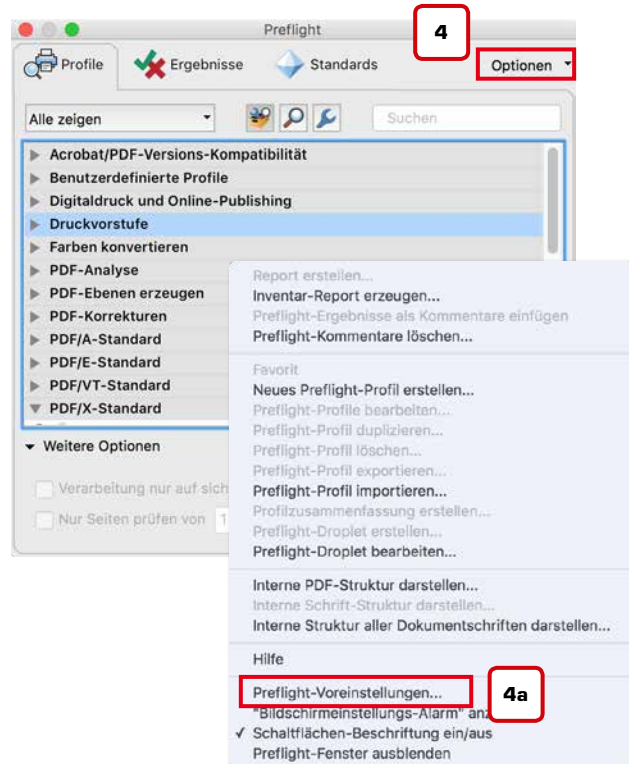 Preflight
4
Profile Ergebnisse Standards Optionen
Alle zeigen Suchen
Acrobat/PDF-Versions-Kompatibilität
Benutzerdefinierte Profile
Digitaldruck und Online-Publishing
Druckvorstufe
Farben konvertieren
PDF-Analyse
PDF-Ebenen erzeugen
PDF-Korrekturen
PDF/A-Standard
PDF/E-Standard
PDF/VT-Standard
PDF/X-Standard
Weitere Optionen
Verarbeitung nur auf sich
Nur Seiten prüfen von 1
Report erstellen...
Inventar-Report erzeugen...
Preflight-Ergebnisse als Kommentare einfügen
Preflight-Kommentare löschen...
Favorit
Neues Preflight-Profil erstellen...
Preflight-Profile bearbeiten...
Preflight-Profil duplizieren...
Preflight-Profil löschen...
Preflight-Profil exportieren...
Preflight-Profil importieren...
Profilzusammenfassung erstellen...
Preflight-Droplet erstellen...
Preflight-Droplet bearbeiten...
Interne PDF-Struktur darstellen...
Interne Schrift-Struktur darstellen...
Interne Struktur aller Dokumentschriften darstellen...
Hilfe
Preflight-Voreinstellungen... 4a
"Bildschirmeinstellungs-Alarm" anz
✓ Schaltflächen-Beschriftung ein/aus
Preflight-Fenster ausblenden